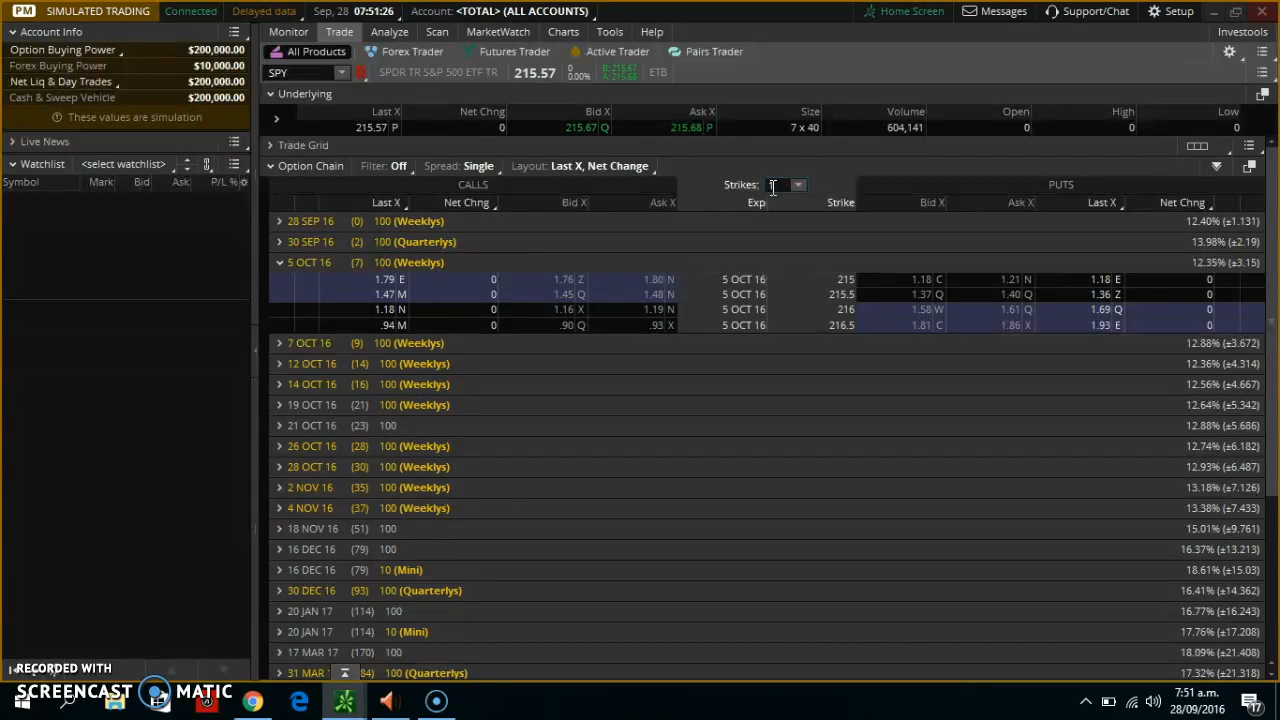 PM SIMULATED TRADING Connected Delayed data Sep, 28 07:51:26 Account: <TOTAL> (ALL ACCOUNTS) Home Screen Messages Support/Chat Setup
Account Info
Option Buying Power $200,000.00
Forex Buying Power $10,000.00
Net Liq & Day Trades $200,000.00
Cash & Sweep Vehicle $200,000.00
These values are simulation
Live News
Watchlist <select watchlist>
Symbol Mark Bid Ask P/L %
Monitor Trade Analyze Scan MarketWatch Charts Tools Help Investools
All Products Forex Trader Futures Trader Active Trader Pairs Trader
SPY SPDR TR S&P 500 ETF TR 215.57 0 0.00% B: 215.67 A: 215.68 ETB
Underlying
Last X Net Chng Bid X Ask X Size Volume Open High Low
215.57 P 0 215.67 Q 215.68 P 7 x 40 604,141 0 0 0
Trade Grid
Option Chain Filter: Off Spread: Single Layout: Last X, Net Change
CALLS Strikes: PUTS
Last X Net Chng Bid X Ask X Exp Strike Bid X Ask X Last X Net Chng
28 SEP 16 (0) 100 (Weeklys) 12.40% (±1.131)
30 SEP 16 (2) 100 (Quarterlys) 13.98% (±2.19)
5 OCT 16 (7) 100 (Weeklys) 12.35% (±3.15)
1.79 E 0 1.76 Z 1.80 N 5 OCT 16 215 1.18 C 1.21 N 1.18 E 0
1.47 M 0 1.45 Q 1.48 N 5 OCT 16 215.5 1.37 Q 1.40 Q 1.36 Z 0
1.18 N 0 1.16 X 1.19 N 5 OCT 16 216 1.58 W 1.61 Q 1.69 Q 0
.94 M 0 .90 Q .93 X 5 OCT 16 216.5 1.81 C 1.86 X 1.93 E 0
7 OCT 16 (9) 100 (Weeklys) 12.88% (±3.672)
12 OCT 16 (14) 100 (Weeklys) 12.36% (±4.314)
14 OCT 16 (16) 100 (Weeklys) 12.56% (±4.667)
19 OCT 16 (21) 100 (Weeklys) 12.64% (±5.342)
21 OCT 16 (23) 100 12.88% (±5.686)
26 OCT 16 (28) 100 (Weeklys) 12.74% (±6.182)
28 OCT 16 (30) 100 (Weeklys) 12.93% (±6.487)
2 NOV 16 (35) 100 (Weeklys) 13.18% (±7.126)
4 NOV 16 (37) 100 (Weeklys) 13.38% (±7.433)
18 NOV 16 (51) 100 15.01% (±9.761)
16 DEC 16 (79) 100 16.37% (±13.213)
16 DEC 16 (79) 10 (Mini) 18.61% (±15.03)
30 DEC 16 (93) 100 (Quarterlys) 16.41% (±14.362)
20 JAN 17 (114) 100 16.77% (±16.243)
20 JAN 17 (114) 10 (Mini) 17.76% (±17.208)
17 MAR 17 (170) 100 18.09% (±21.408)
31 MAR 84) 100 (Quarterlys) 17.32% (±21.318)
RECORDED WITH
SCREENCAST MATIC
7:51 a.m.
28/09/2016
17